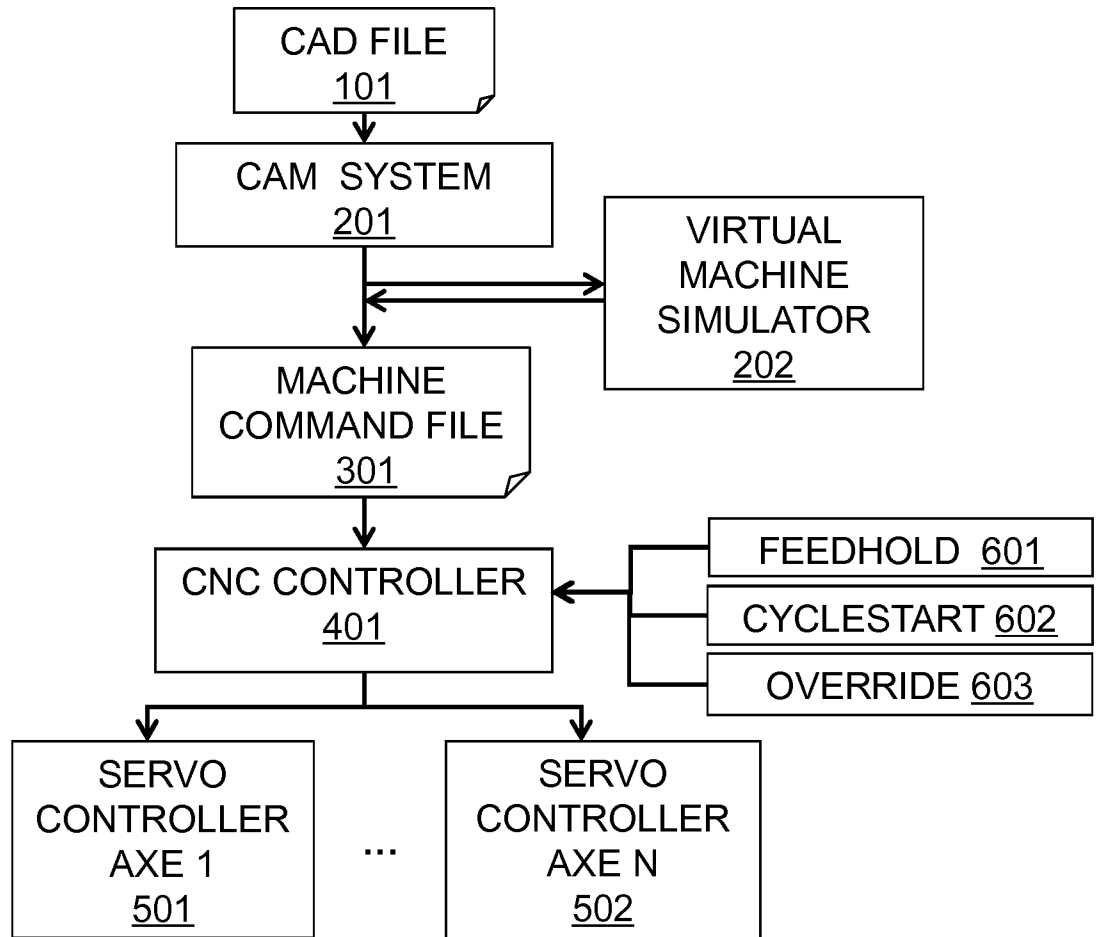 CAD FILE
101
CAM SYSTEM
201
VIRTUAL
MACHINE
SIMULATOR
202
MACHINE
COMMAND FILE
301
CNC CONTROLLER
401
FEEDHOLD 601
CYCLESTART 602
OVERRIDE 603
SERVO
CONTROLLER
AXE 1
501
...
SERVO
CONTROLLER
AXE N
502